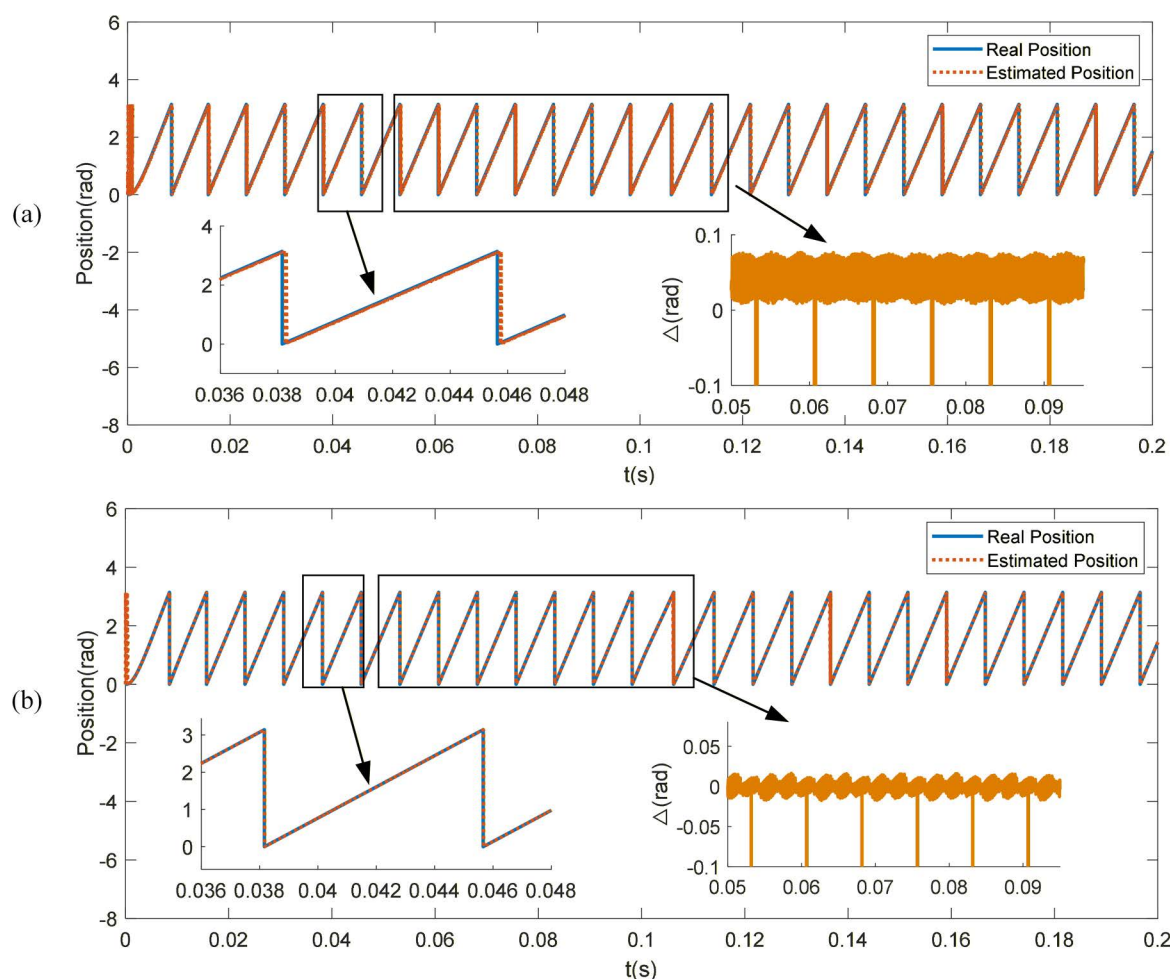 (a)
Position(rad)
6
4
2
0
-2
-4
-6
-8
Real Position
Estimated Position
4
2
0
0.036 0.038 0.04 0.042 0.044 0.046 0.048
△(rad)
0.1
0
-0.1
0.05 0.06 0.07 0.08 0.09
0 0.02 0.04 0.06 0.08 0.1 0.12 0.14 0.16 0.18 0.2
t(s)
(b)
Position(rad)
6
4
2
0
-2
-4
-6
-8
Real Position
Estimated Position
3
2
1
0
0.036 0.038 0.04 0.042 0.044 0.046 0.048
△(rad)
0.05
0
-0.05
-0.1
0.05 0.06 0.07 0.08 0.09
0 0.02 0.04 0.06 0.08 0.1 0.12 0.14 0.16 0.18 0.2
t(s)